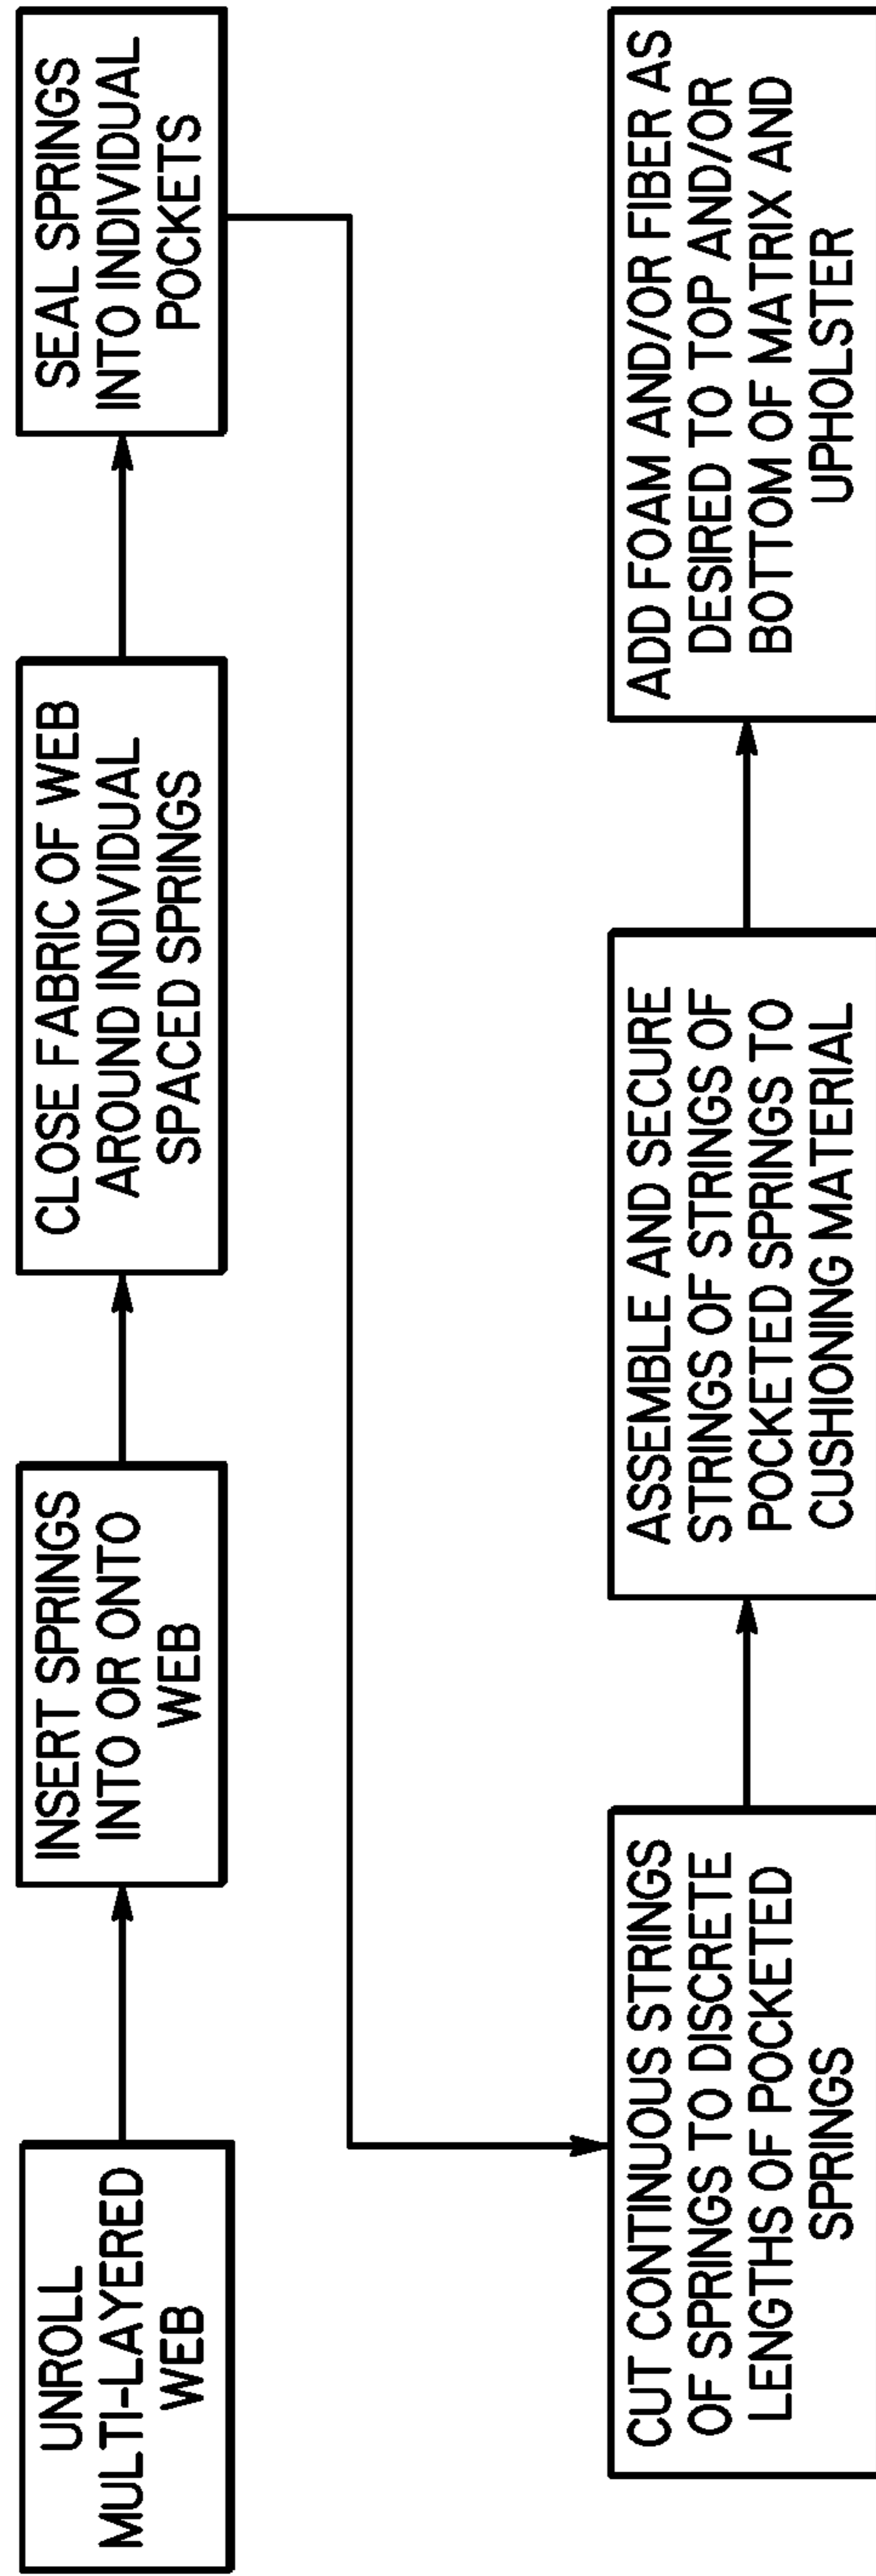 UNROLL
MULTI-LAYERED
WEB
INSERT SPRINGS
INTO OR ONTO
WEB
CLOSE FABRIC OF WEB
AROUND INDIVIDUAL
SPACED SPRINGS
SEAL SPRINGS
INTO INDIVIDUAL
POCKETS
CUT CONTINUOUS STRINGS
OF SPRINGS TO DISCRETE
LENGTHS OF POCKETED
SPRINGS
ASSEMBLE AND SECURE
STRINGS OF STRINGS OF
POCKETED SPRINGS TO
CUSHIONING MATERIAL
ADD FOAM AND/OR FIBER AS
DESIRED TO TOP AND/OR
BOTTOM OF MATRIX AND
UPHOLSTER